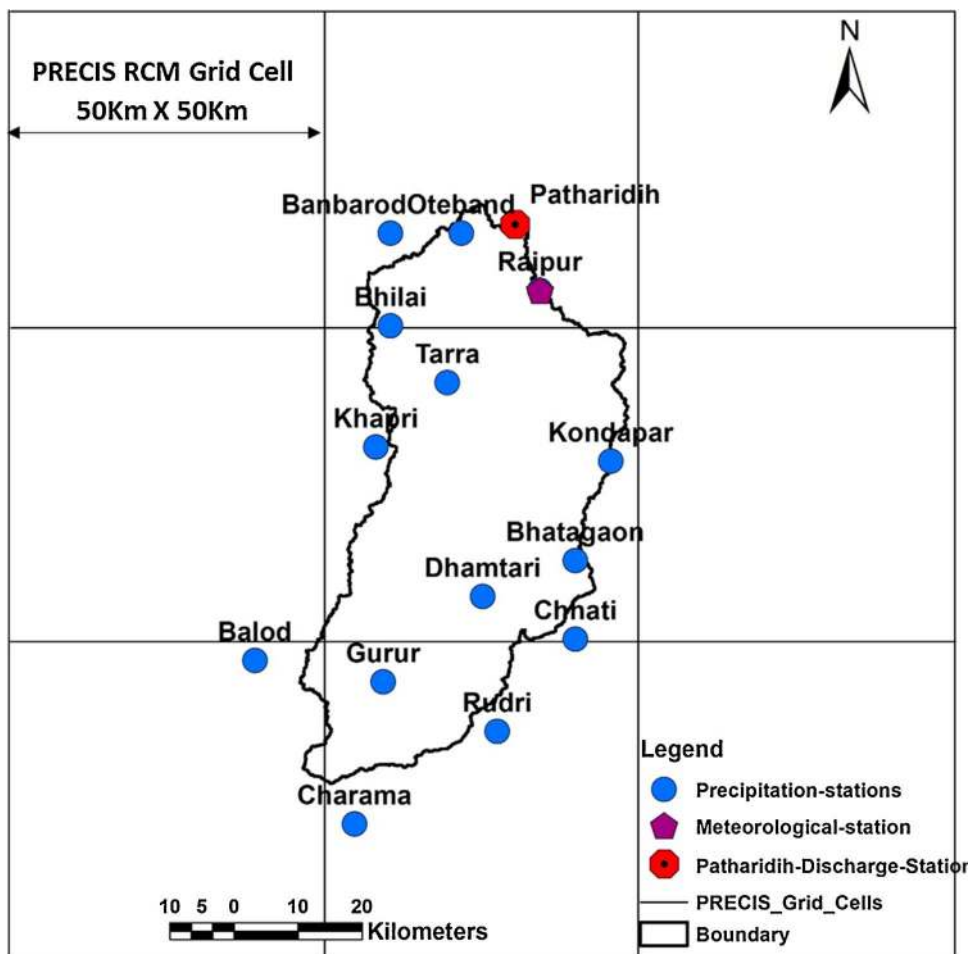 PRECIS RCM Grid Cell
50Km X 50Km
N
Patharidih
Banbarod
Oteband
Raipur
Bhilai
Tarra
Khapri
Kondapar
Bhatagaon
Dhamtari
Chhati
Balod
Gurur
Rudri
Charama
Legend
Precipitation-stations
Meteorological-station
Patharidih-Discharge-Station
PRECIS_Grid_Cells
Boundary
10 5 0 10 20
Kilometers